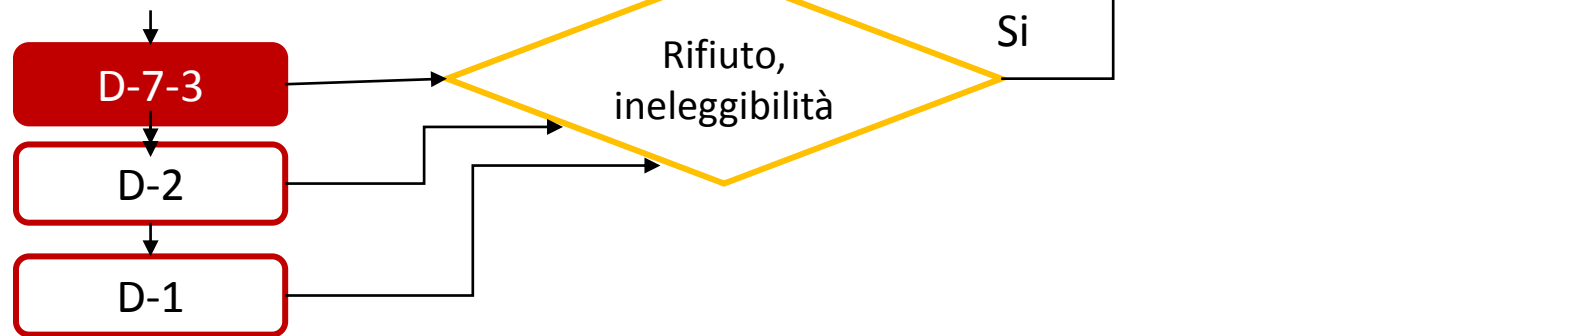 Si
Rifiuto,
ineleggibilità
D-7-3
D-2
D-1